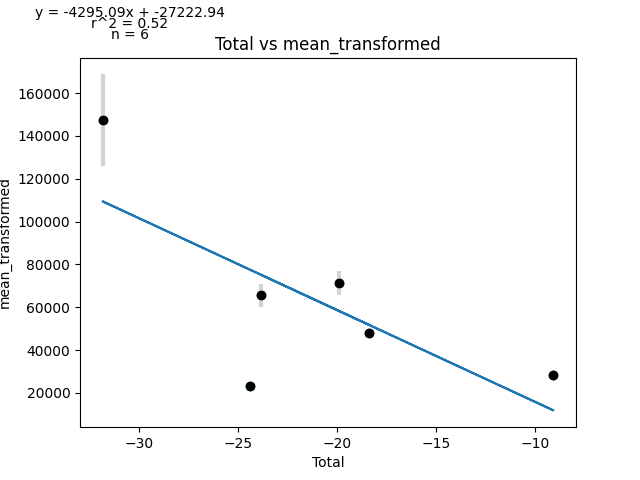 y = -4295.09x + -27222.94
r^2 = 0.52
n = 6
Total vs mean_transformed
160000
140000
120000
100000
80000
60000
40000
20000
mean_transformed
−30
−25
−20
−15
−10
Total